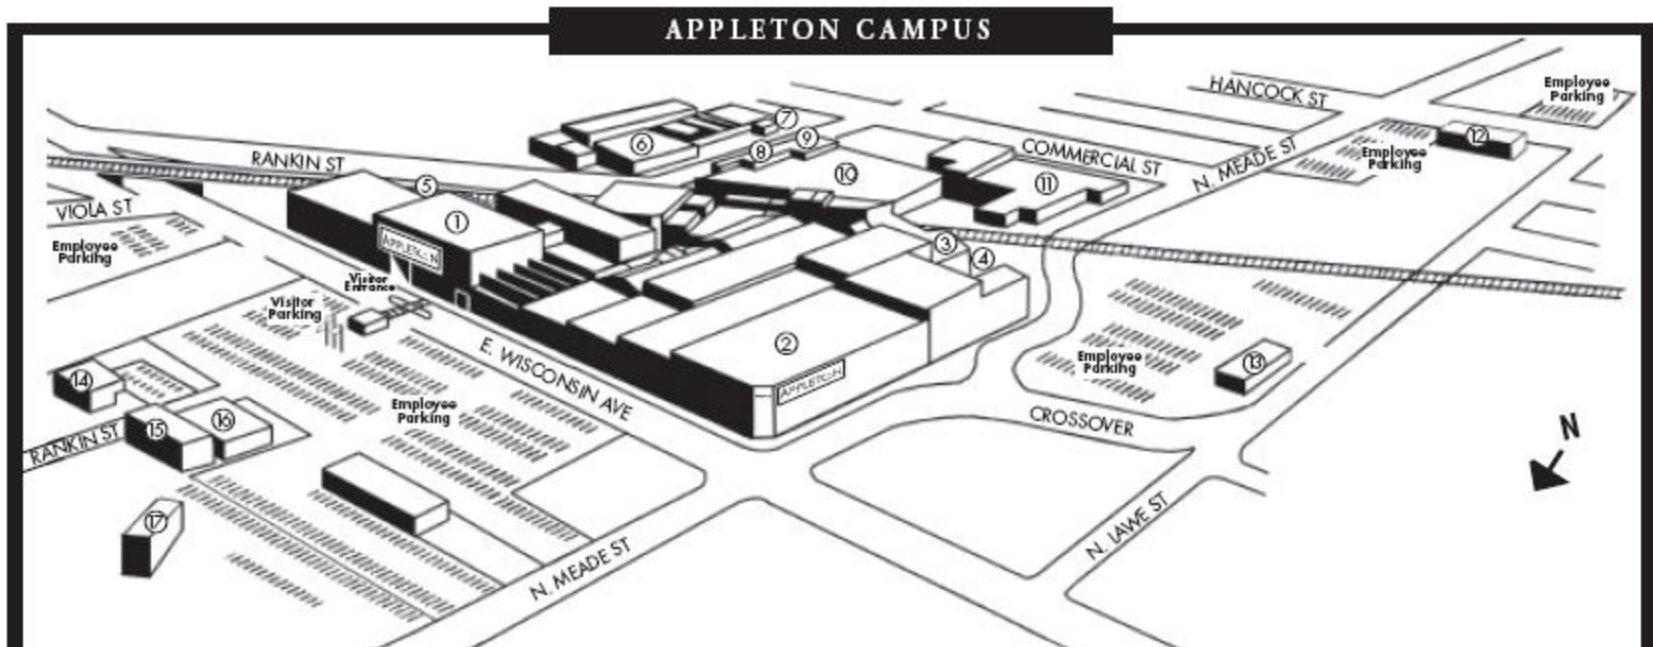 APPLETON CAMPUS
HANCOCK ST
Employee
Parking
⑦
⑫
RANKIN ST
⑥
⑧
⑨
COMMERCIAL ST
N. MEADE ST
Employee
Parking
⑤
⑩
⑪
VIOLA ST
①
Employee
Parking
APPLETON
③
④
Visitor
Entrance
Visitor
Parking
②
APPLETON
E. WISCONSIN AVE
Employee
Parking
⑬
⑭
Employee
Parking
CROSSOVER
⑮
⑯
RANKIN ST
N
⑰
N. MEADE ST
N. LAWE ST